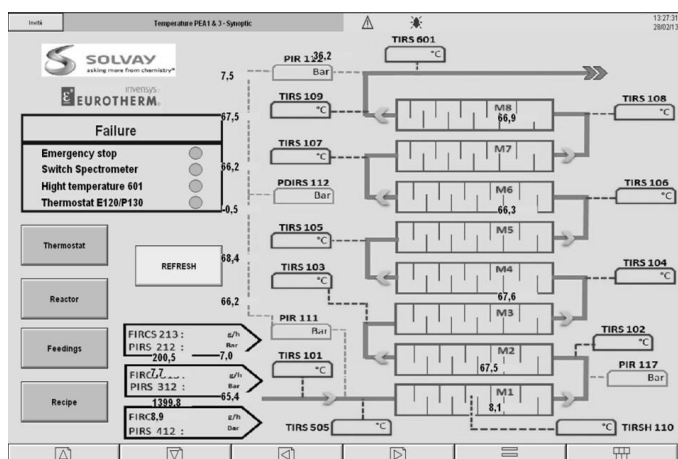 Invité
Temperature PEA1 & 3 - Synoptic
13:27:31
28/02/13
SOLVAY
asking more from chemistry®
invensys
EUROTHERM
Failure
Emergency stop
Switch Spectrometer
Hight temperature 601
Thermostat E120/P130
Thermostat
REFRESH
Reactor
Feedings
Recipe
FIRCS 213 : g/h
PIRS 212 : Bar
200,5
7,0
7,7
g/h
PIRS 312 : Bar
1399,8
65,4
8,9
g/h
PIRS 412 : Bar
7,5
67,5
66,2
-0,5
68,4
66,2
36,2
Bar
TIRS 601
°C
TIRS 109
°C
TIRS 107
°C
PDIRS 112
Bar
TIRS 105
°C
TIRS 103
°C
PIR 111
Bar
TIRS 101
°C
TIRS 505
°C
M8
66,9
M7
M6
66,3
M5
M4
67,6
M3
M2
67,5
M1
8,1
TIRS 108
°C
TIRS 106
°C
TIRS 104
°C
TIRS 102
°C
PIR 117
Bar
°C
TIRSH 110